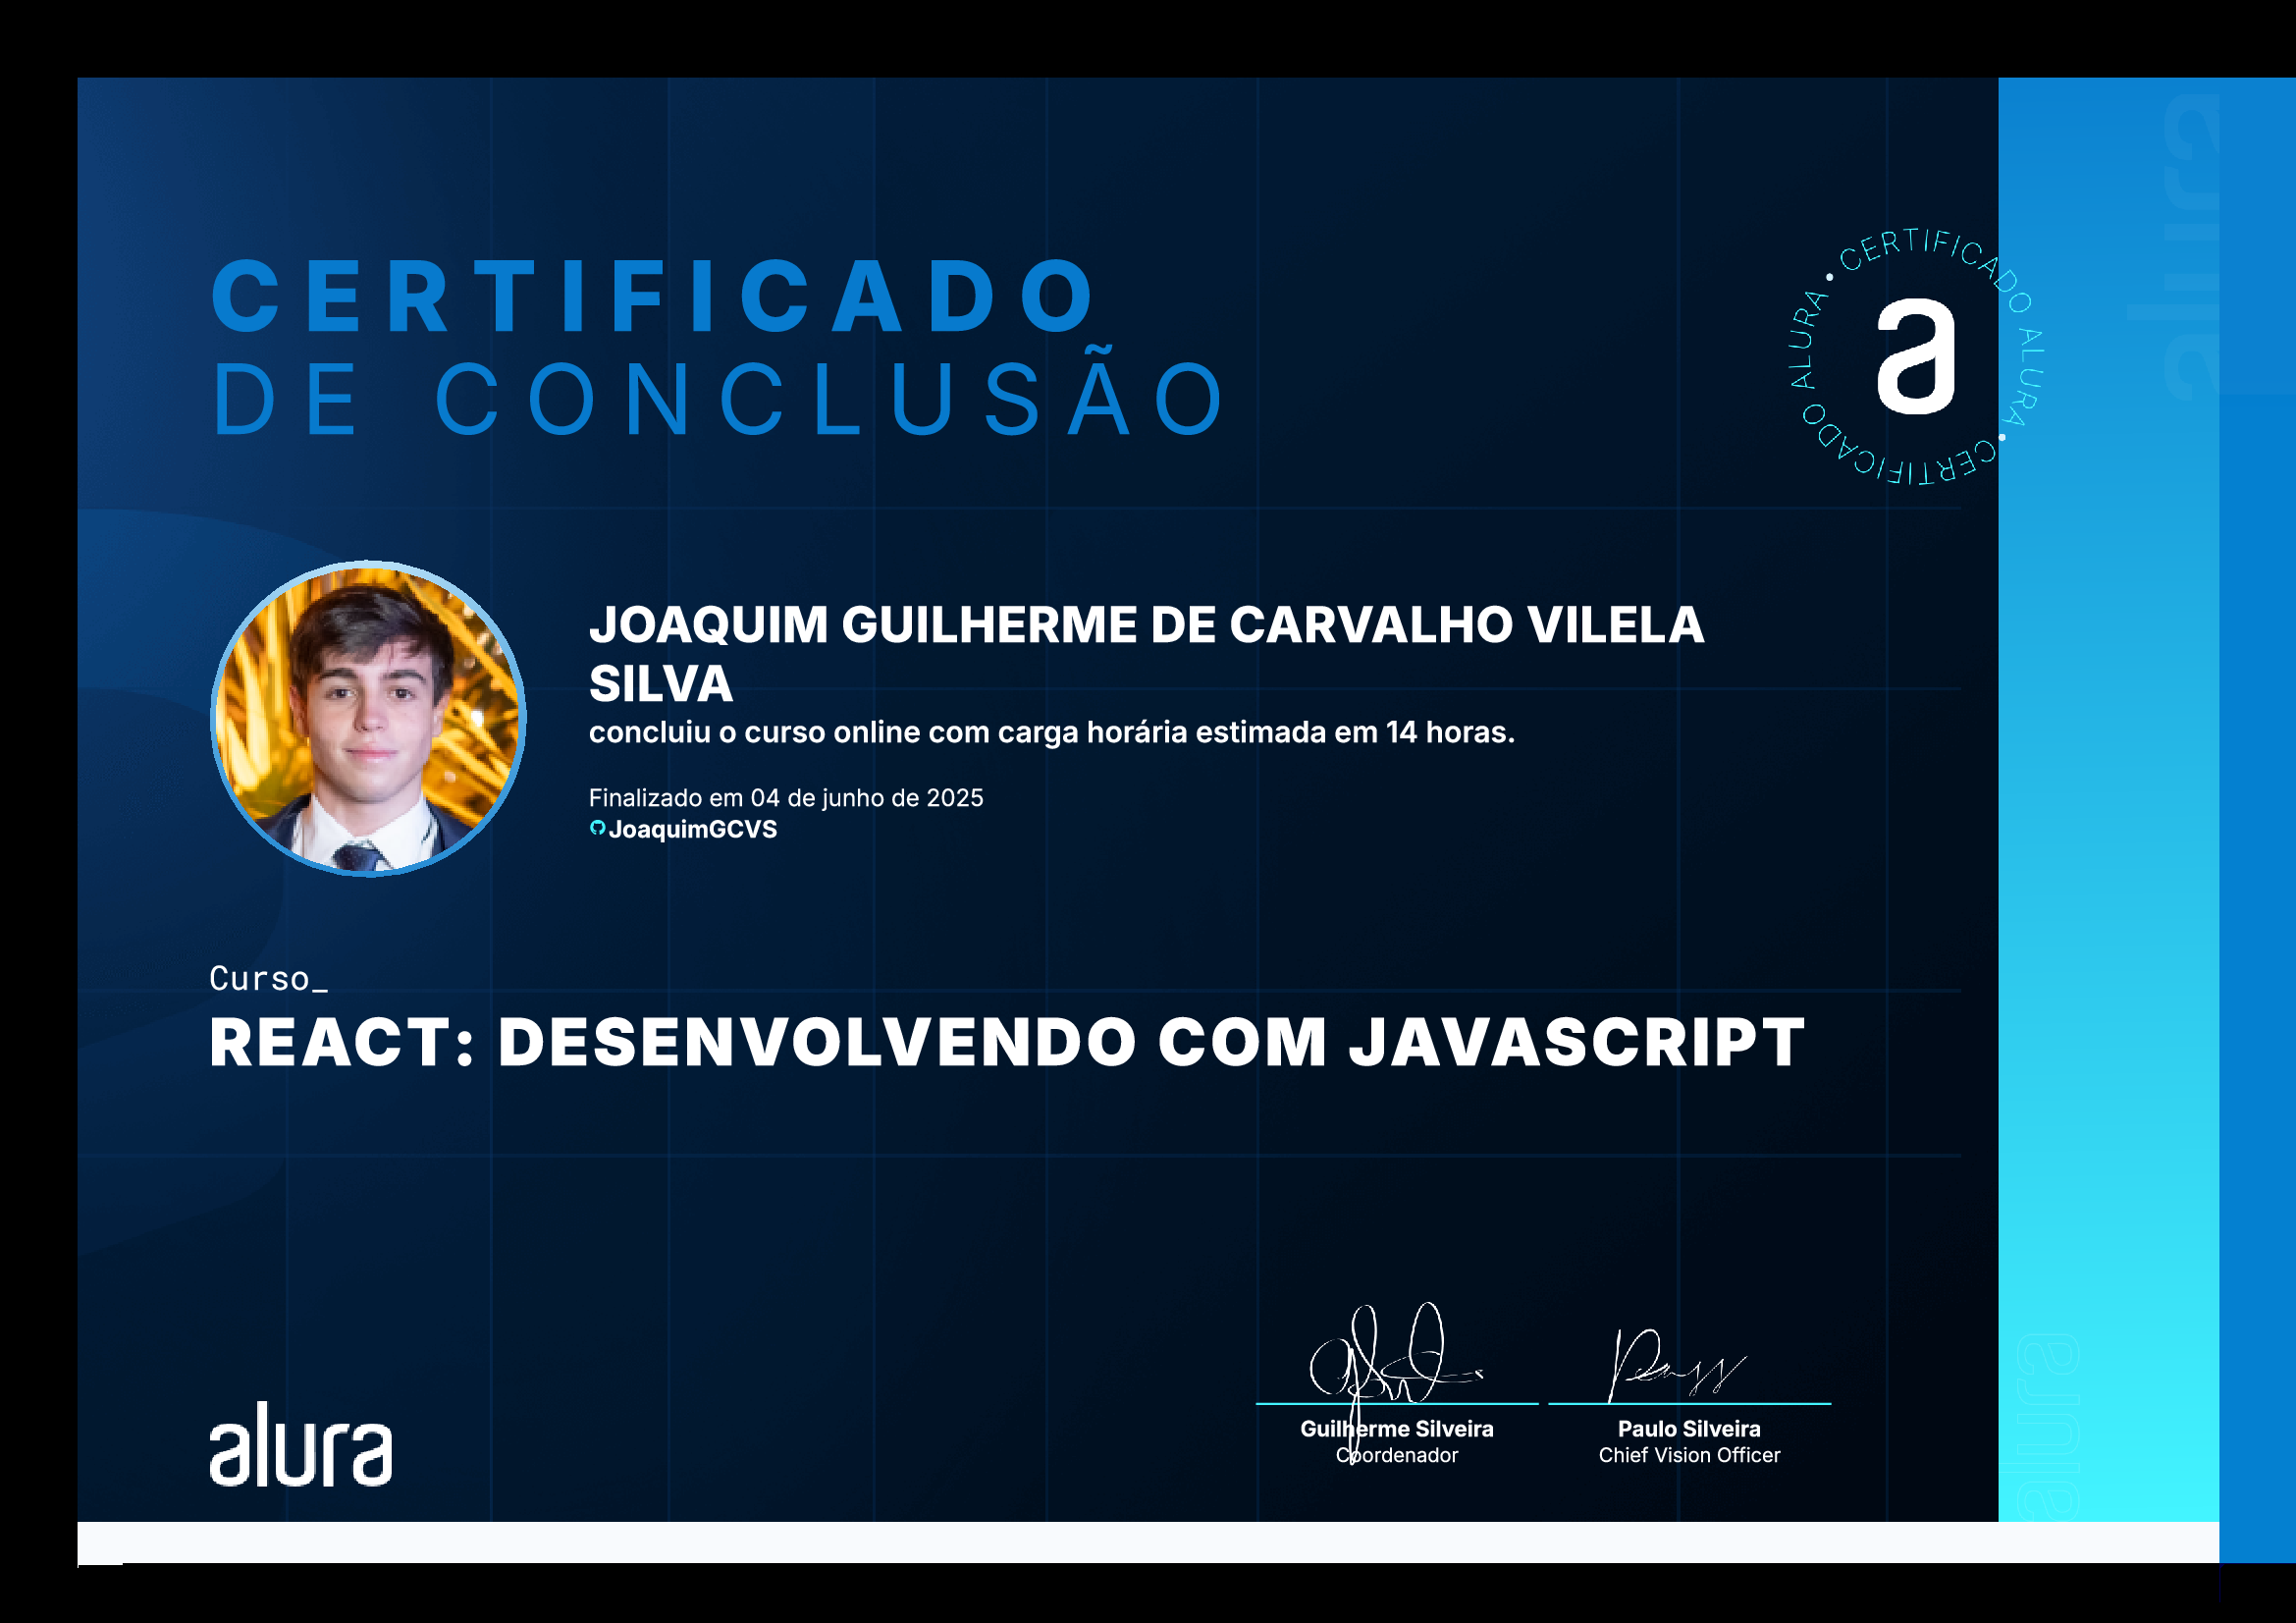 CERTIFICADO
DE CONCLUSÃO
• CERTIFICADO ALURA • CERTIFICADO ALURA
a
alura
JOAQUIM GUILHERME DE CARVALHO VILELA
SILVA
concluiu o curso online com carga horária estimada em 14 horas.
Finalizado em 04 de junho de 2025
JoaquimGCVS
Curso_
REACT: DESENVOLVENDO COM JAVASCRIPT
Guilherme Silveira
Coordenador
Paulo Silveira
Chief Vision Officer
alura
alura